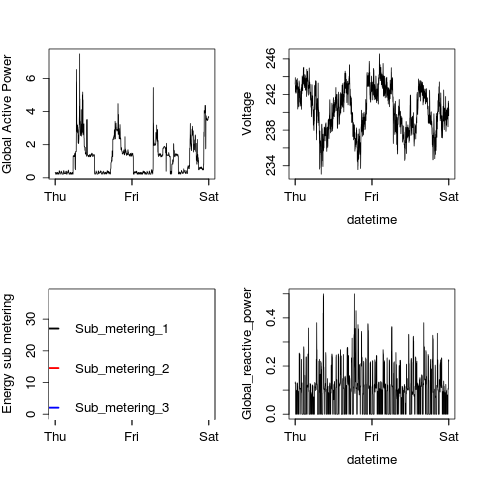 Global Active Power
6
4
2
0
Thu Fri Sat
Voltage
246
242
238
234
Thu Fri Sat
datetime
Energy sub metering
30
20
10
0
Sub_metering_1
Sub_metering_2
Sub_metering_3
Thu Fri Sat
Global_reactive_power
0.4
0.2
0.0
Thu Fri Sat
datetime